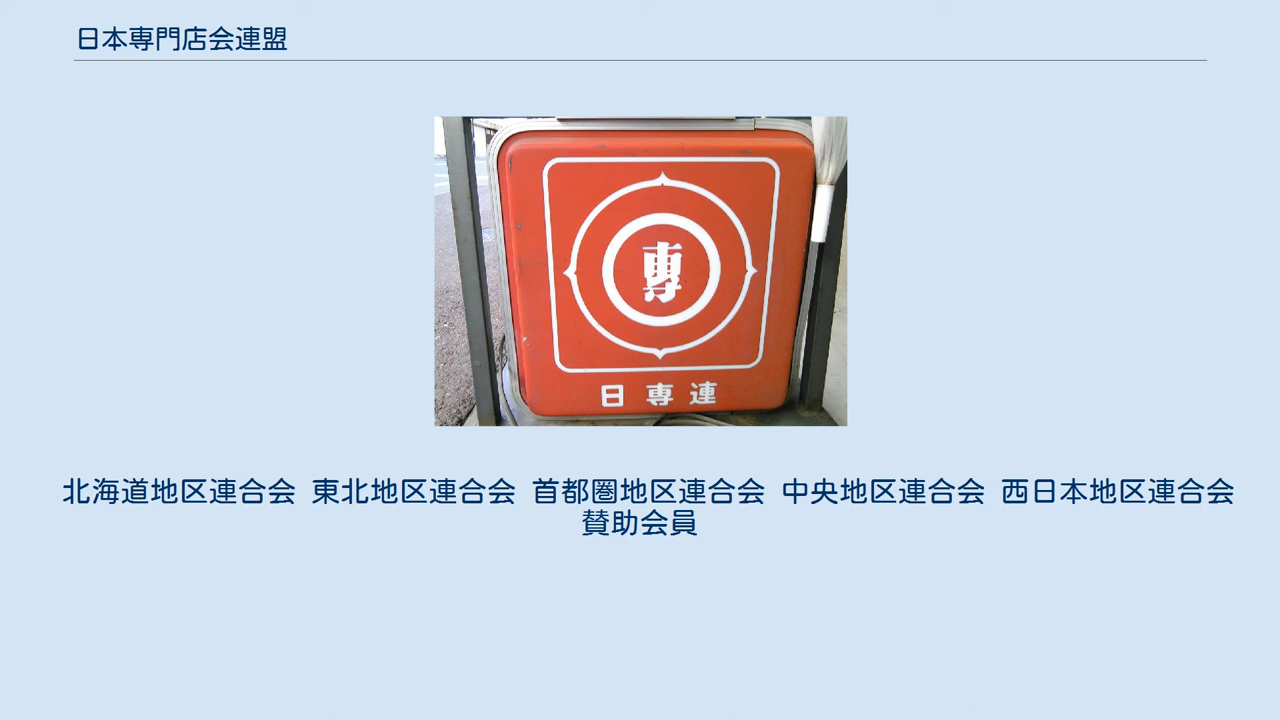 日本専門店会連盟
専
日専連
北海道地区連合会 東北地区連合会 首都圏地区連合会 中央地区連合会 西日本地区連合会
賛助会員